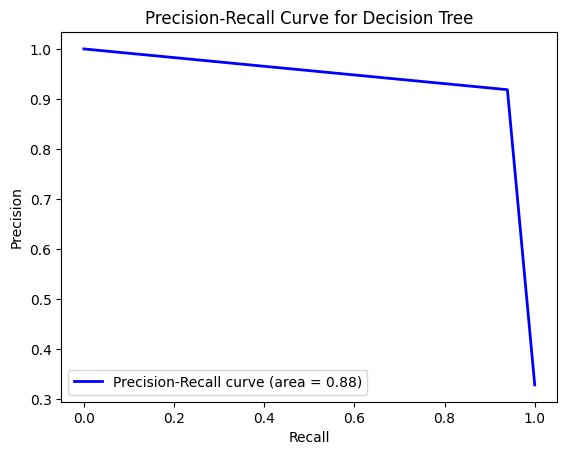 Precision-Recall Curve for Decision Tree
1.0
0.9
0.8
0.7
0.6
0.5
0.4
0.3
Precision
Precision-Recall curve (area = 0.88)
0.0 0.2 0.4 0.6 0.8 1.0
Recall